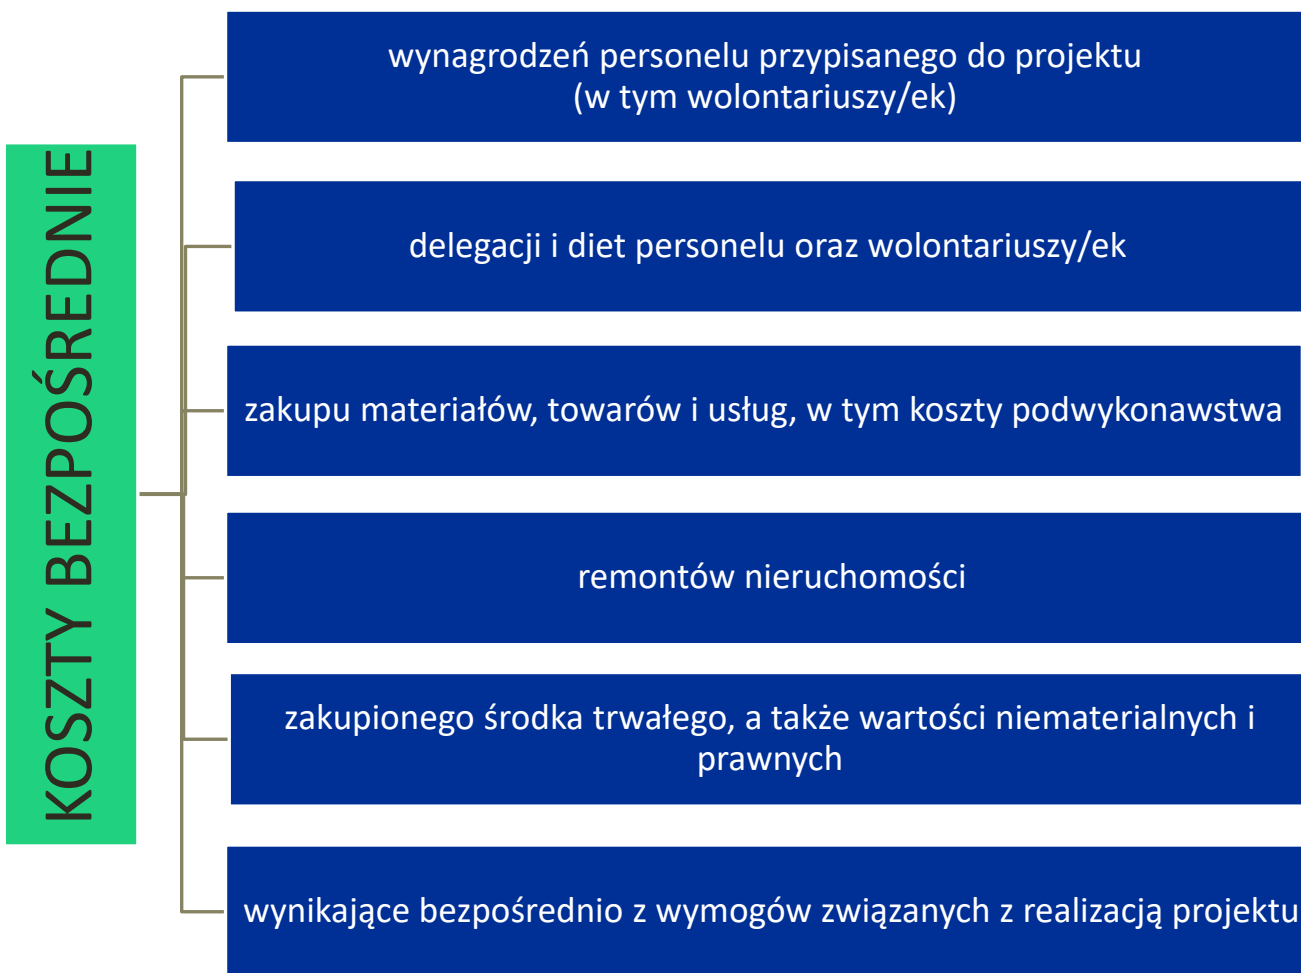 KOSZTY BEZPOŚREDNIE
wynagrodzeń personelu przypisanego do projektu
(w tym wolontariuszy/ek)
delegacji i diet personelu oraz wolontariuszy/ek
zakupu materiałów, towarów i usług, w tym koszty podwykonawstwa
remontów nieruchomości
zakupionego środka trwałego, a także wartości niematerialnych i
prawnych
wynikające bezpośrednio z wymogów związanych z realizacją projektu